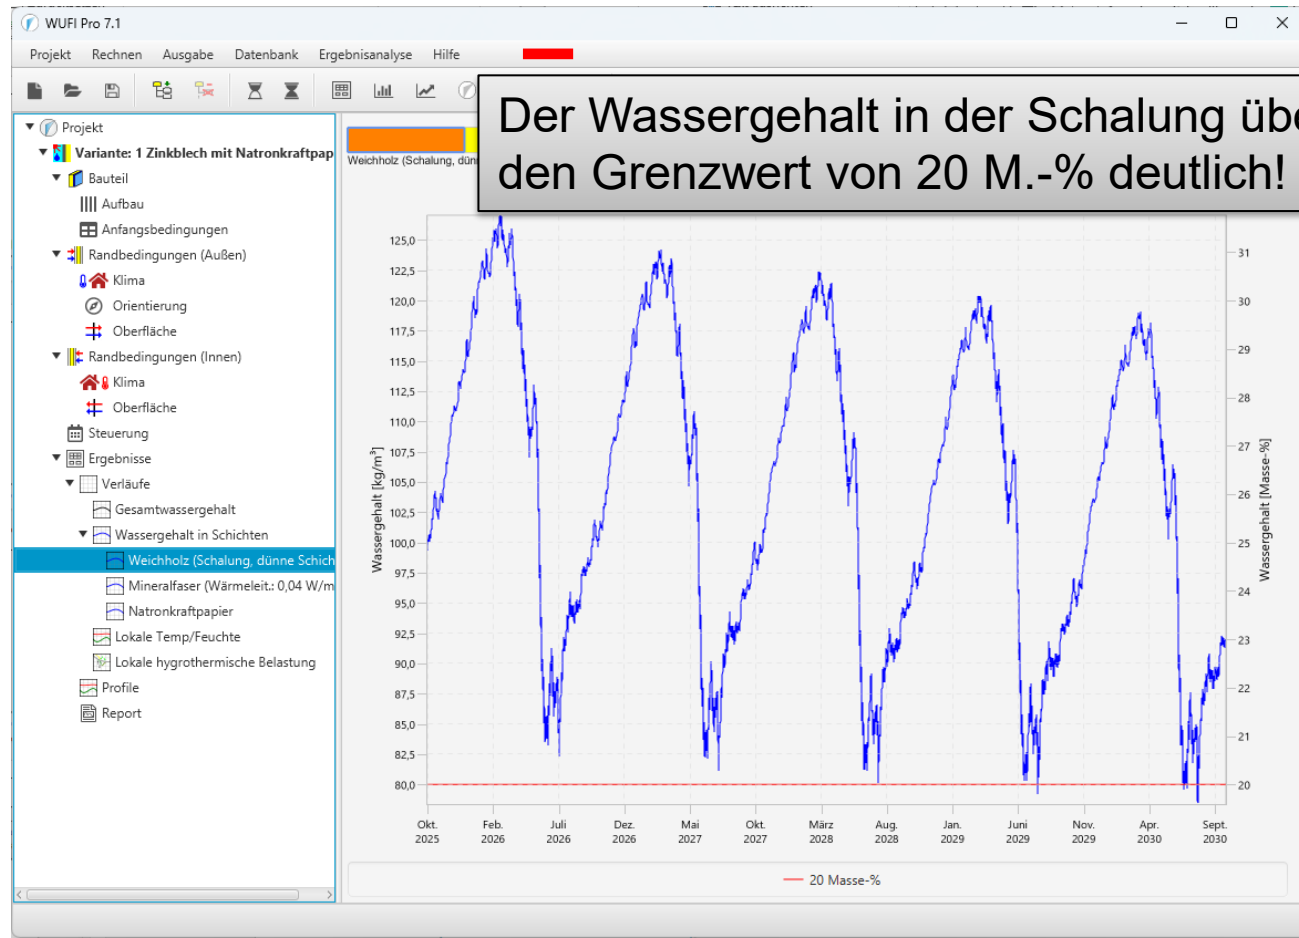 WUFI Pro 7.1
Projekt Rechnen Ausgabe Datenbank Ergebnisanalyse Hilfe
Der Wassergehalt in der Schalung übe
den Grenzwert von 20 M.-% deutlich!
Projekt
Variante: 1 Zinkblech mit Natronkraftpap
Bauteil
Aufbau
Anfangsbedingungen
Randbedingungen (Außen)
Klima
Orientierung
Oberfläche
Randbedingungen (Innen)
Klima
Oberfläche
Steuerung
Ergebnisse
Verläufe
Gesamtwassergehalt
Wassergehalt in Schichten
Weichholz (Schalung, dünne Schich
Mineralfaser (Wärmeleit.: 0,04 W/m
Natronkraftpapier
Lokale Temp/Feuchte
Lokale hygrothermische Belastung
Profile
Report
Weichholz (Schalung, dün
Wassergehalt [kg/m³]
125,0
122,5
120,0
117,5
115,0
112,5
110,0
107,5
105,0
102,5
100,0
97,5
95,0
92,5
90,0
87,5
85,0
82,5
80,0
31
30
29
28
27
26
25
24
23
22
21
20
Wassergehalt [Masse-%]
Okt. Feb. Juli Dez. Mai Okt. März Aug. Jan. Juni Nov. Apr. Sept.
2025 2026 2026 2026 2027 2027 2028 2028 2029 2029 2029 2030 2030
20 Masse-%